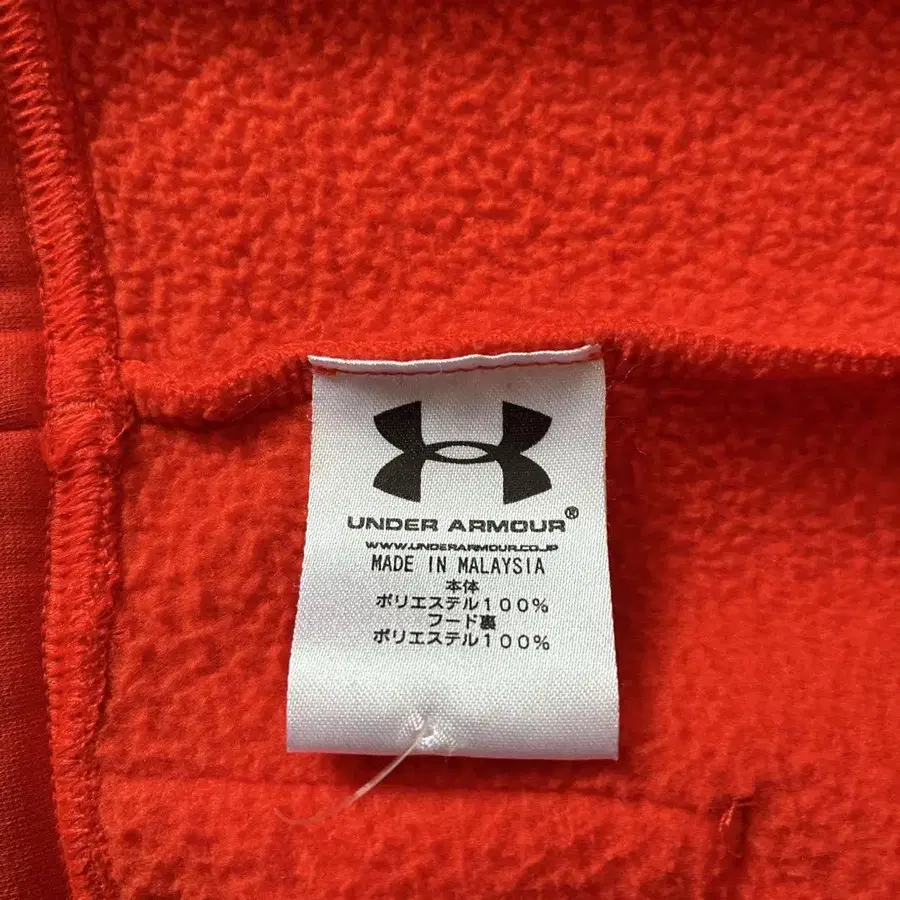 UNDER ARMOUR®
WWW.UNDERARMOUR.CO.JP
MADE IN MALAYSIA
本体
ポリエステル100%
フード裏
ポリエステル100%